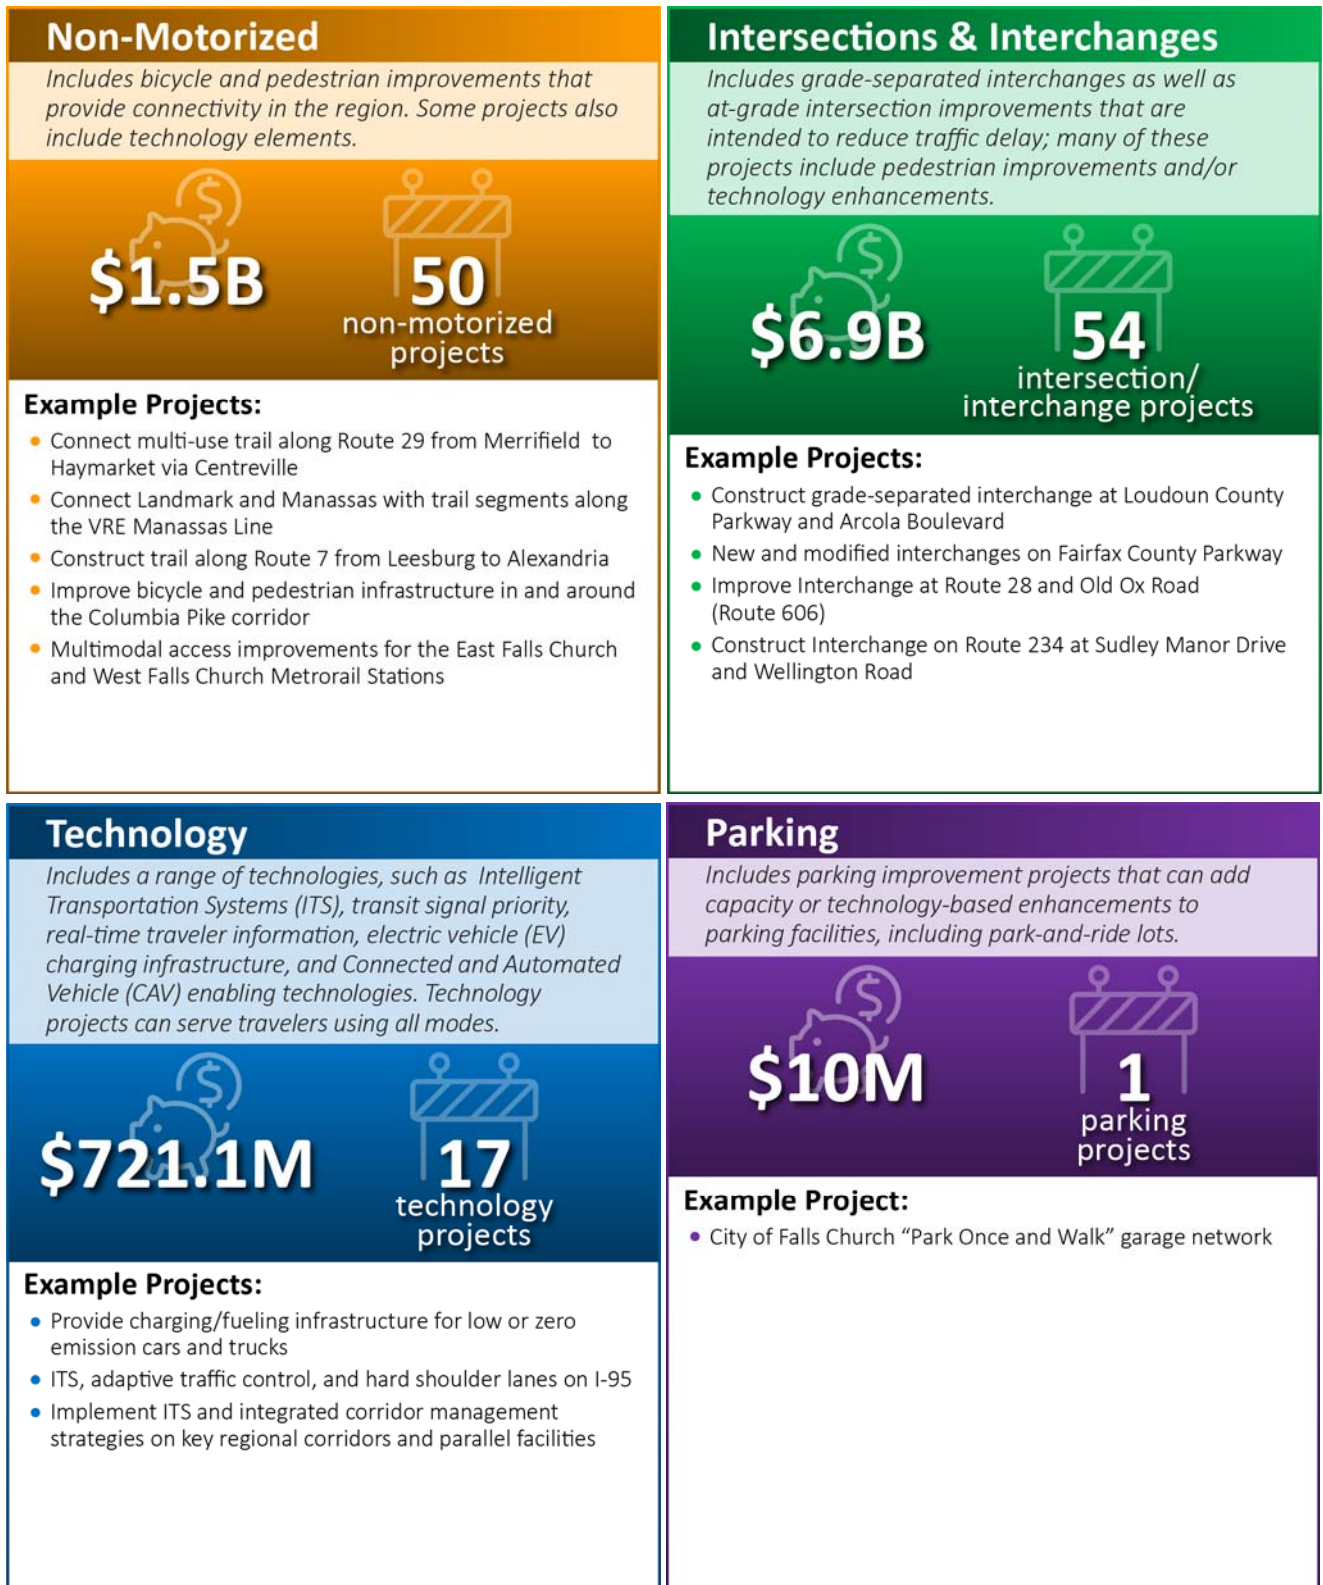 Non-Motorized
Includes bicycle and pedestrian improvements that
provide connectivity in the region. Some projects also
include technology elements.
$1.5B
50
non-motorized
projects
Example Projects:
• Connect multi-use trail along Route 29 from Merrifield to
Haymarket via Centreville
• Connect Landmark and Manassas with trail segments along
the VRE Manassas Line
• Construct trail along Route 7 from Leesburg to Alexandria
• Improve bicycle and pedestrian infrastructure in and around
the Columbia Pike corridor
• Multimodal access improvements for the East Falls Church
and West Falls Church Metrorail Stations
Intersections & Interchanges
Includes grade-separated interchanges as well as
at-grade intersection improvements that are
intended to reduce traffic delay; many of these
projects include pedestrian improvements and/or
technology enhancements.
$6.9B
54
intersection/
interchange projects
Example Projects:
• Construct grade-separated interchange at Loudoun County
Parkway and Arcola Boulevard
• New and modified interchanges on Fairfax County Parkway
• Improve Interchange at Route 28 and Old Ox Road
(Route 606)
• Construct Interchange on Route 234 at Sudley Manor Drive
and Wellington Road
Technology
Includes a range of technologies, such as Intelligent
Transportation Systems (ITS), transit signal priority,
real-time traveler information, electric vehicle (EV)
charging infrastructure, and Connected and Automated
Vehicle (CAV) enabling technologies. Technology
projects can serve travelers using all modes.
$721.1M
17
technology
projects
Example Projects:
• Provide charging/fueling infrastructure for low or zero
emission cars and trucks
• ITS, adaptive traffic control, and hard shoulder lanes on I-95
• Implement ITS and integrated corridor management
strategies on key regional corridors and parallel facilities
Parking
Includes parking improvement projects that can add
capacity or technology-based enhancements to
parking facilities, including park-and-ride lots.
$10M
1
parking
projects
Example Project:
• City of Falls Church “Park Once and Walk” garage network